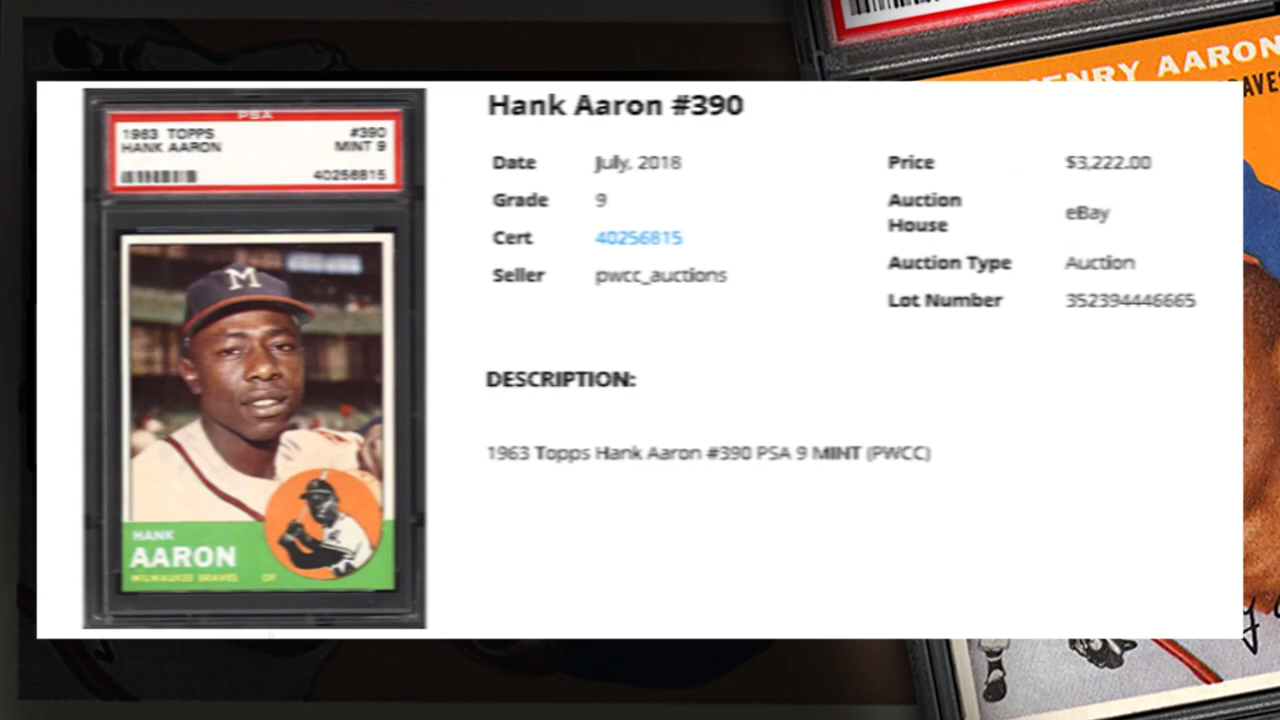 HENRY AARON
Hank Aaron #390
PSA
1963 TOPPS #390
HANK AARON MINT 9
40256815
Date July, 2018
Grade 9
Cert 40256815
Seller pwcc_auctions
Price $3,222.00
Auction
House eBay
Auction Type Auction
Lot Number 352394446665
DESCRIPTION:
1963 Topps Hank Aaron #390 PSA 9 MINT (PWCC)
M
HANK
AARON
MILWAUKEE BRAVES OF